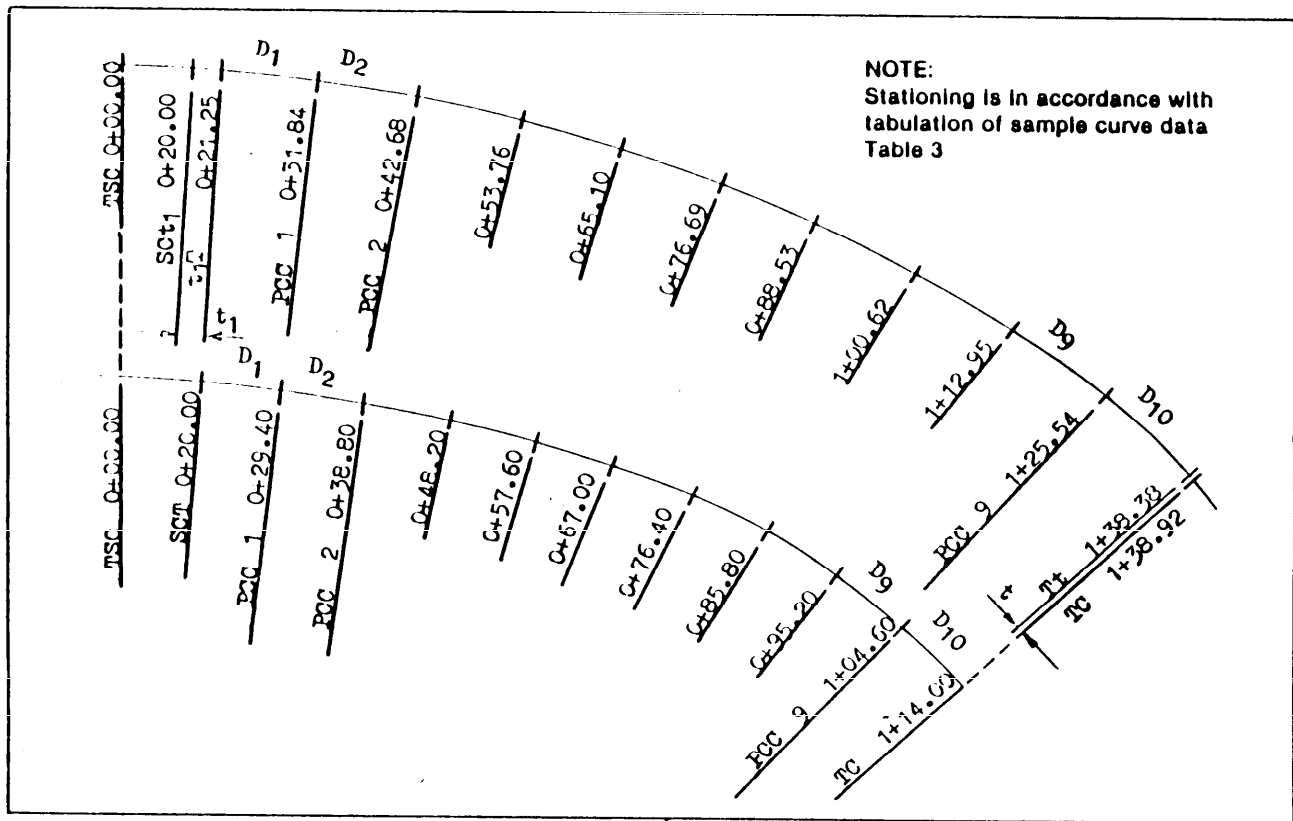 NOTE:
Stationing is in accordance with
tabulation of sample curve data
Table 3
D1
D2
TSC 0+00.00
SCt1 0+20.00
0+21.25
PCC 1 0+31.84
PCC 2 0+42.68
0+53.76
0+65.10
0+76.69
0+88.53
1+00.62
1+12.95
D9
PCC 9 1+25.54
D10
t1
D1
D2
TSC 0+00.00
SCT 0+20.00
PCC 1 0+29.40
PCC 2 0+38.80
0+48.20
0+57.60
0+67.00
0+76.40
0+85.80
0+95.20
D9
PCC 9 1+04.60
D10
TC 1+14.00
t
Tt 1+38.38
TC 1+38.92